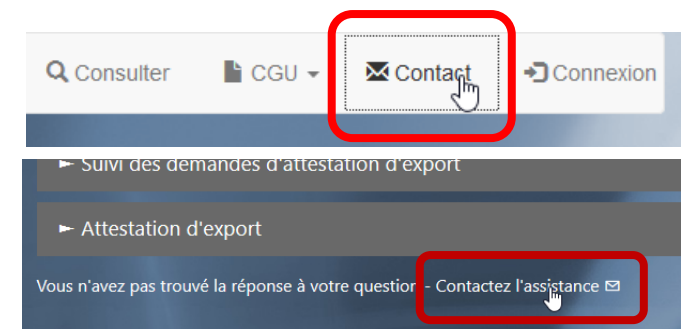 Consulter CGU Contact Connexion
Suivi des demandes d'attestation d'export
Attestation d'export
Vous n'avez pas trouvé la réponse à votre question - Contactez l'assistance